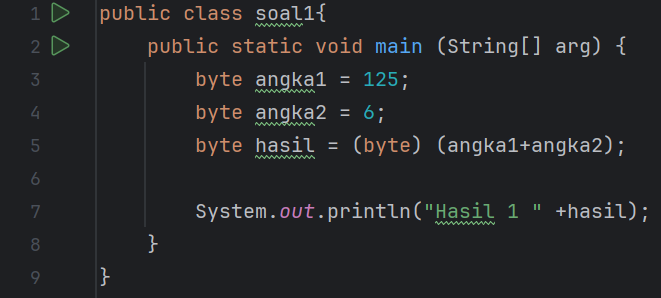 1 public class soal1{
2 public static void main (String[] arg) {
3 byte angka1 = 125;
4 byte angka2 = 6;
5 byte hasil = (byte) (angka1+angka2);
6
7 System.out.println("Hasil 1 " +hasil);
8 }
9 }